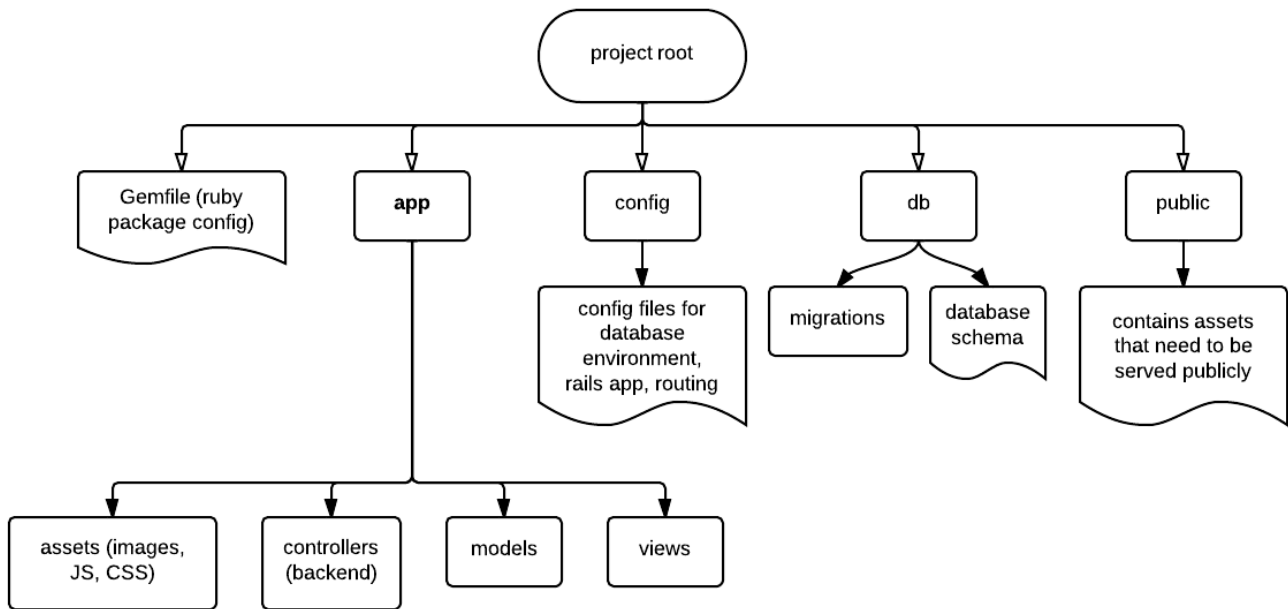 project root
Gemfile (ruby
package config)
app
config
db
public
config files for
database
environment,
rails app, routing
migrations
database
schema
contains assets
that need to be
served publicly
assets (images,
JS, CSS)
controllers
(backend)
models
views